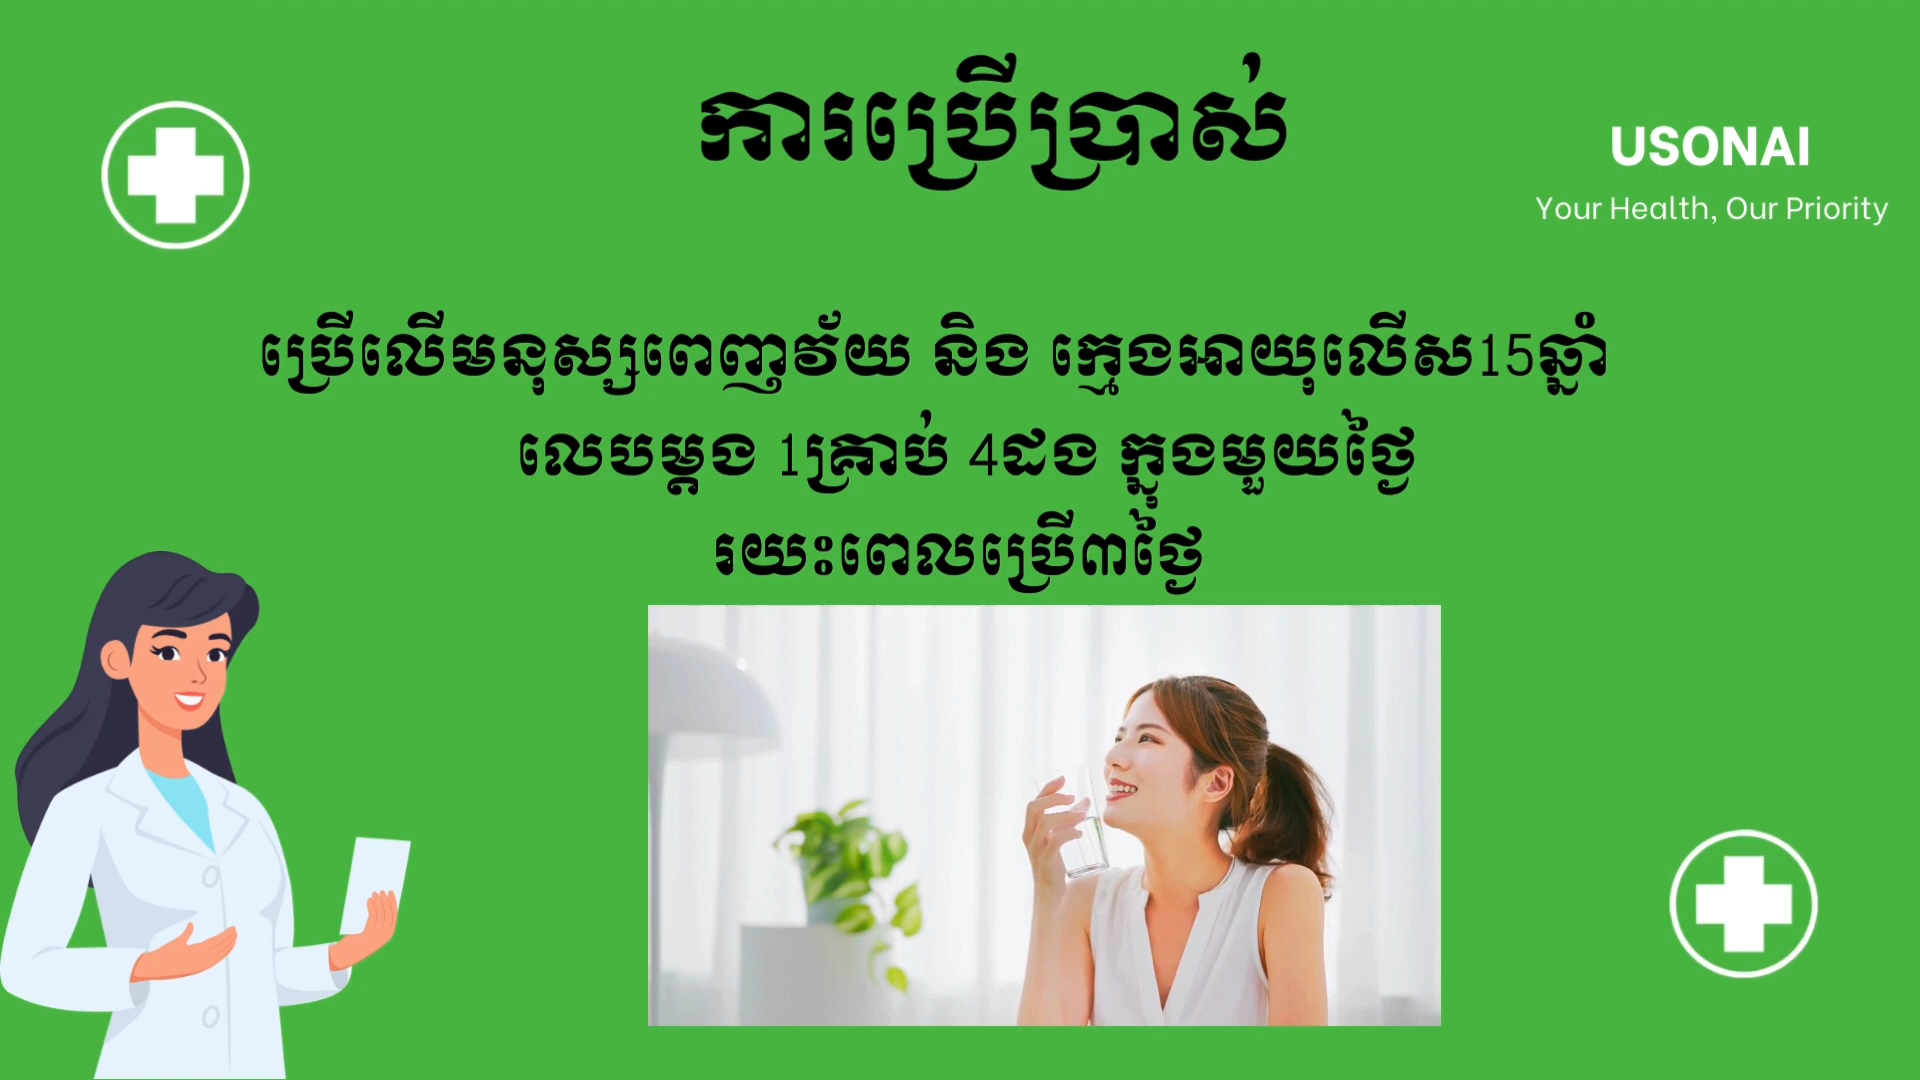 ការប្រើប្រាស់
USONAI
Your Health, Our Priority
ប្រើលើមនុស្សពេញវ័យ និង ក្មេងអាយុលើស15ឆ្នាំ
លេបម្តង 1គ្រាប់ 4ដង ក្នុងមួយថ្ងៃ
រយះពេលប្រើ៣ថ្ងៃ